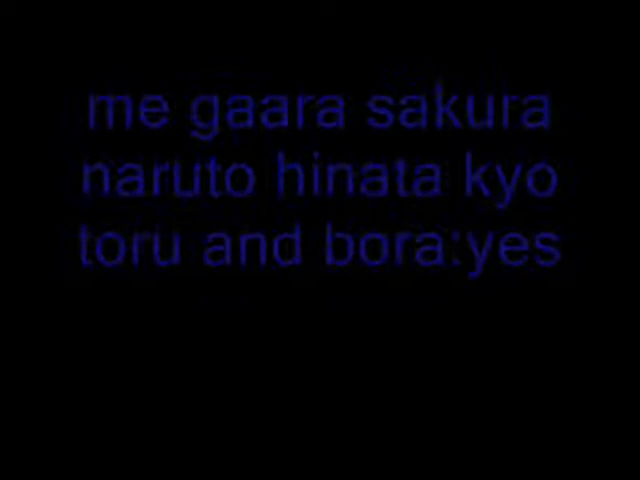 me gaara sakura
naruto hinata kyo
toru and bora:yes